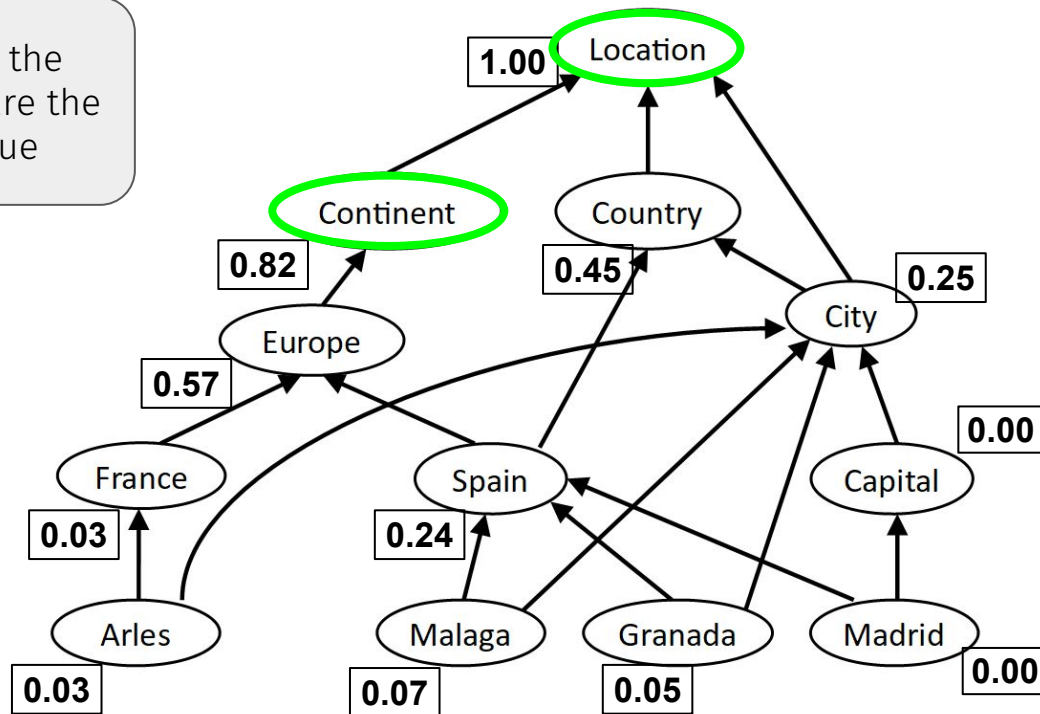 the
re the
ue
1.00
Location
Continent
Country
0.82
0.45
0.25
City
Europe
0.57
0.00
France
Spain
Capital
0.03
0.24
Arles
Malaga
Granada
Madrid
0.03
0.07
0.05
0.00